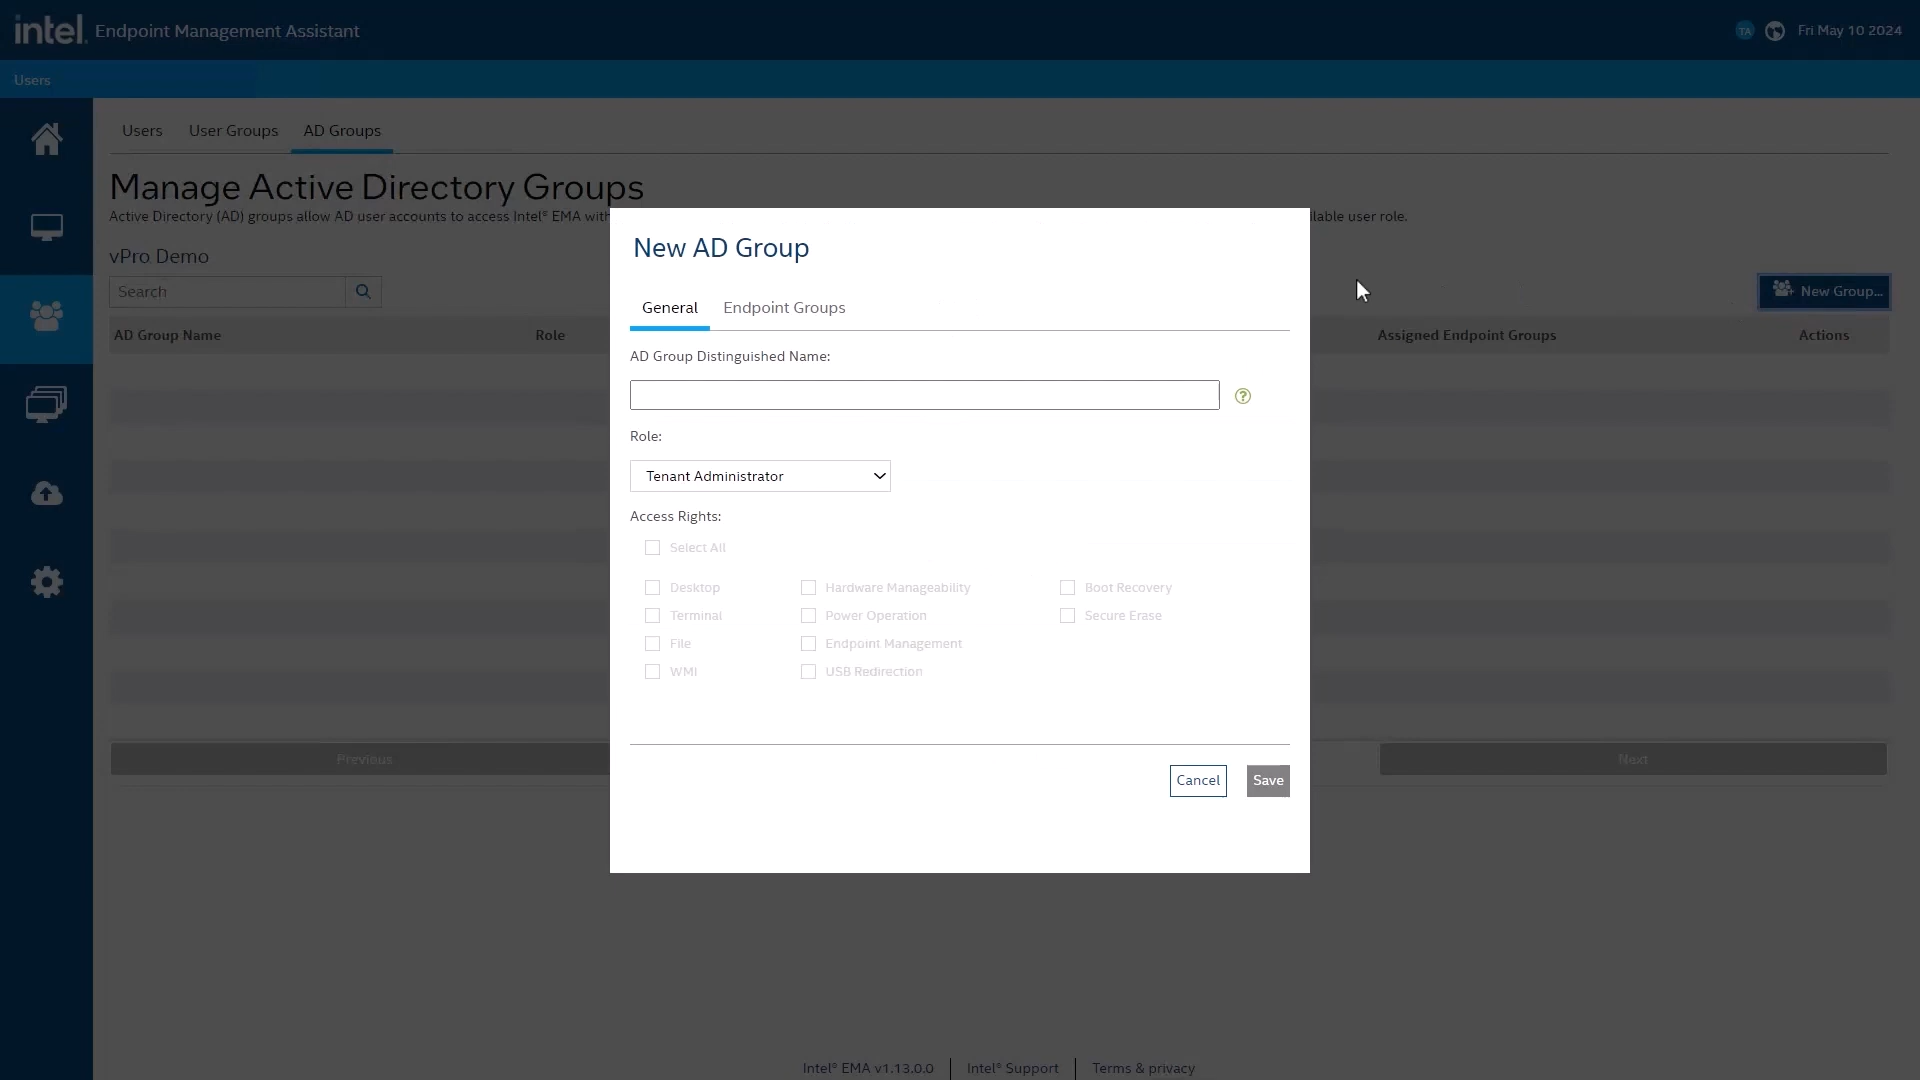 intel. Endpoint Management Assistant
TA
Fri May 10 2024
Users
Users User Groups AD Groups
Manage Active Directory Groups
Active Directory (AD) groups allow AD user accounts to access Intel® EMA with
lable user role.
vPro Demo
Search
New Group...
AD Group Name Role Assigned Endpoint Groups Actions
New AD Group
General Endpoint Groups
AD Group Distinguished Name:
?
Role:
Tenant Administrator
Access Rights:
Select All
Desktop Hardware Manageability Boot Recovery
Terminal Power Operation Secure Erase
File Endpoint Management
WMI USB Redirection
Previous
Next
Cancel Save
Intel® EMA v1.13.0.0 Intel® Support Terms & privacy